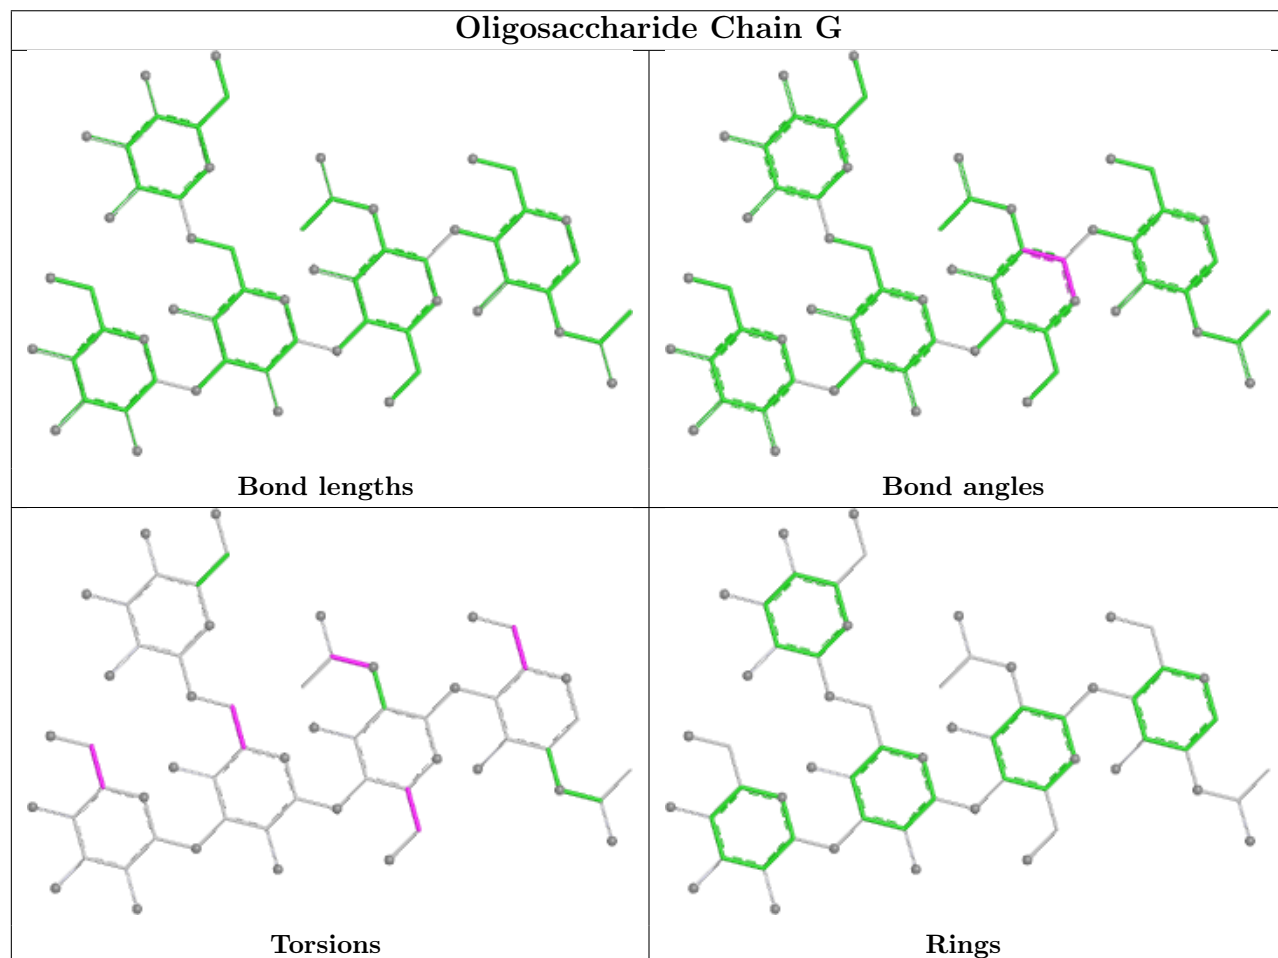 Oligosaccharide Chain G
Bond lengths
Bond angles
Torsions
Rings